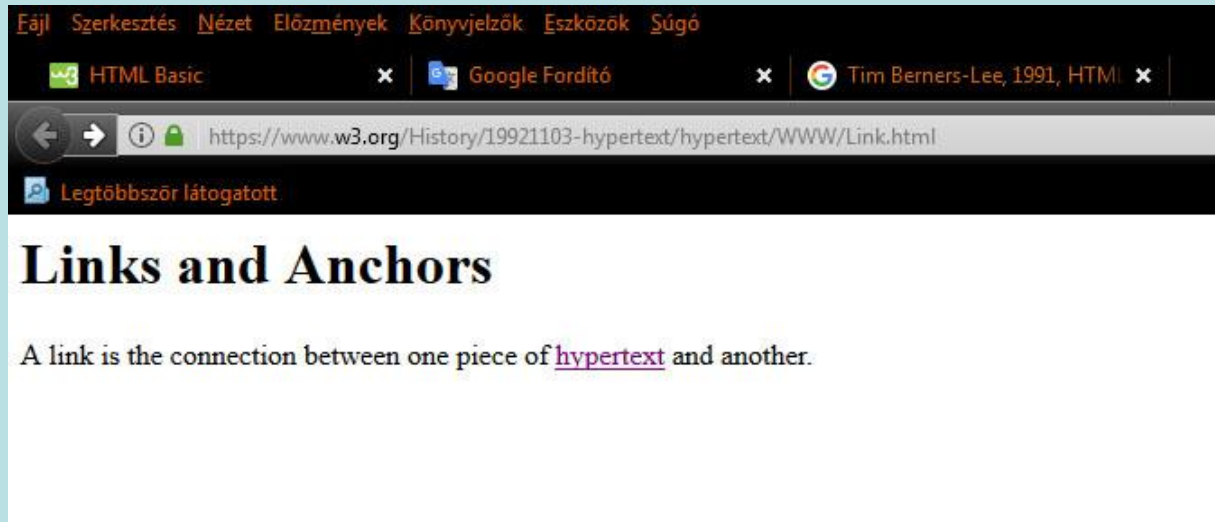 Fájl Szerkesztés Nézet Előzmények Könyvjelzők Eszközök Súgó
HTML Basic Google Fordító Tim Berners-Lee, 1991, HTML
https://www.w3.org/History/19921103-hypertext/hypertext/WWW/Link.html
Legtöbbször látogatott
Links and Anchors
A link is the connection between one piece of hypertext and another.